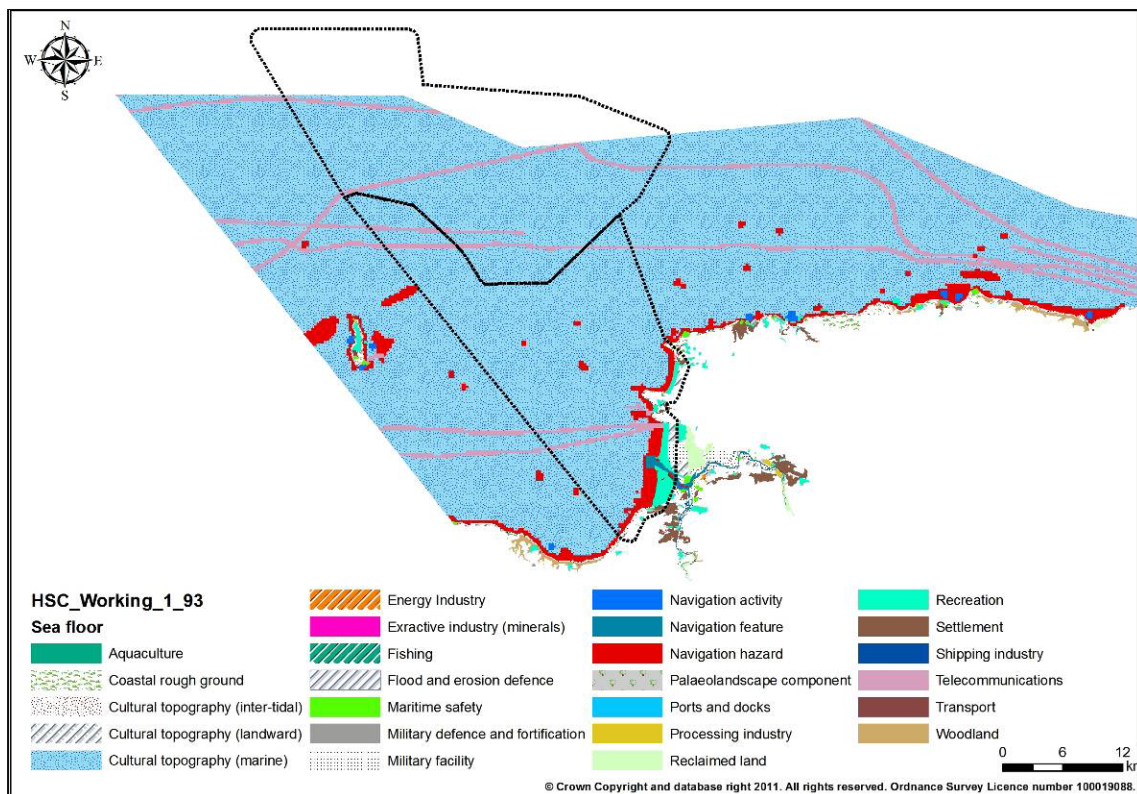 N
W E
S
HSC_Working_1_93
Sea floor
Aquaculture
Coastal rough ground
Cultural topography (inter-tidal)
Cultural topography (landward)
Cultural topography (marine)
Energy Industry
Exractive industry (minerals)
Fishing
Flood and erosion defence
Maritime safety
Military defence and fortification
Military facility
Navigation activity
Navigation feature
Navigation hazard
Palaeolandscape component
Ports and docks
Processing industry
Reclaimed land
Recreation
Settlement
Shipping industry
Telecommunications
Transport
Woodland
0 6 12
km
© Crown Copyright and database right 2011. All rights reserved. Ordnance Survey Licence number 100019088.